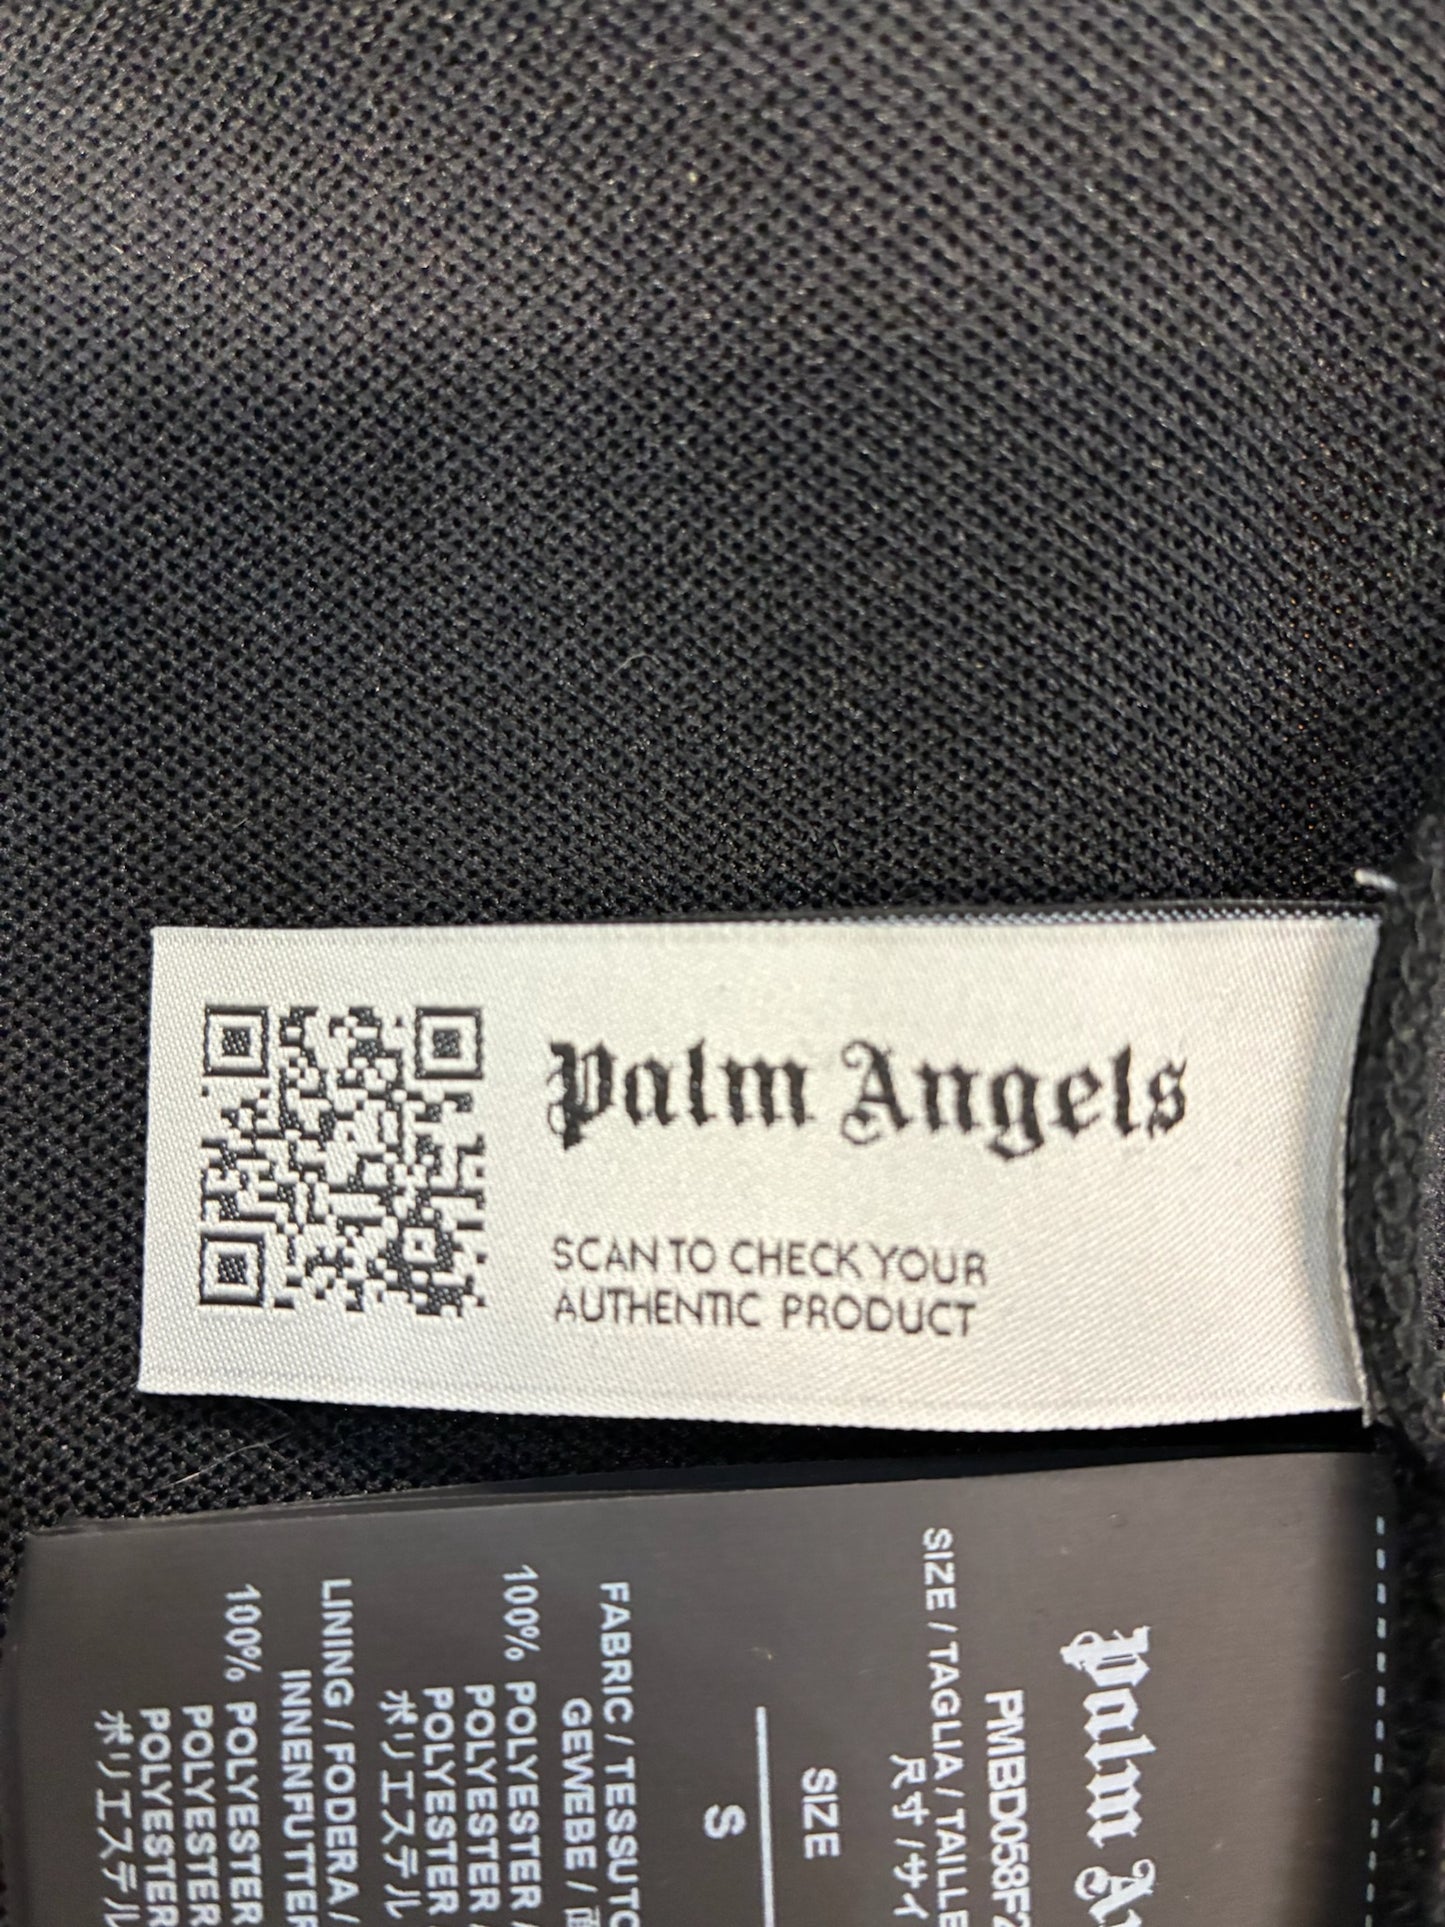 Palm Angels
SCAN TO CHECK YOUR
AUTHENTIC PRODUCT
Palm
PMBD058F2
SIZE / TAGLIA / TAILLE
尺寸 / サイ
SIZE
S
FABRIC / TESSUTO
GEWEBE /
100% POLYESTER /
POLYESTER
POLYESTER
ポリエステル
LINING / FODERA /
INNENFUTTER
100% POLYESTER
POLYESTER
POLYESTER
ポリエステル